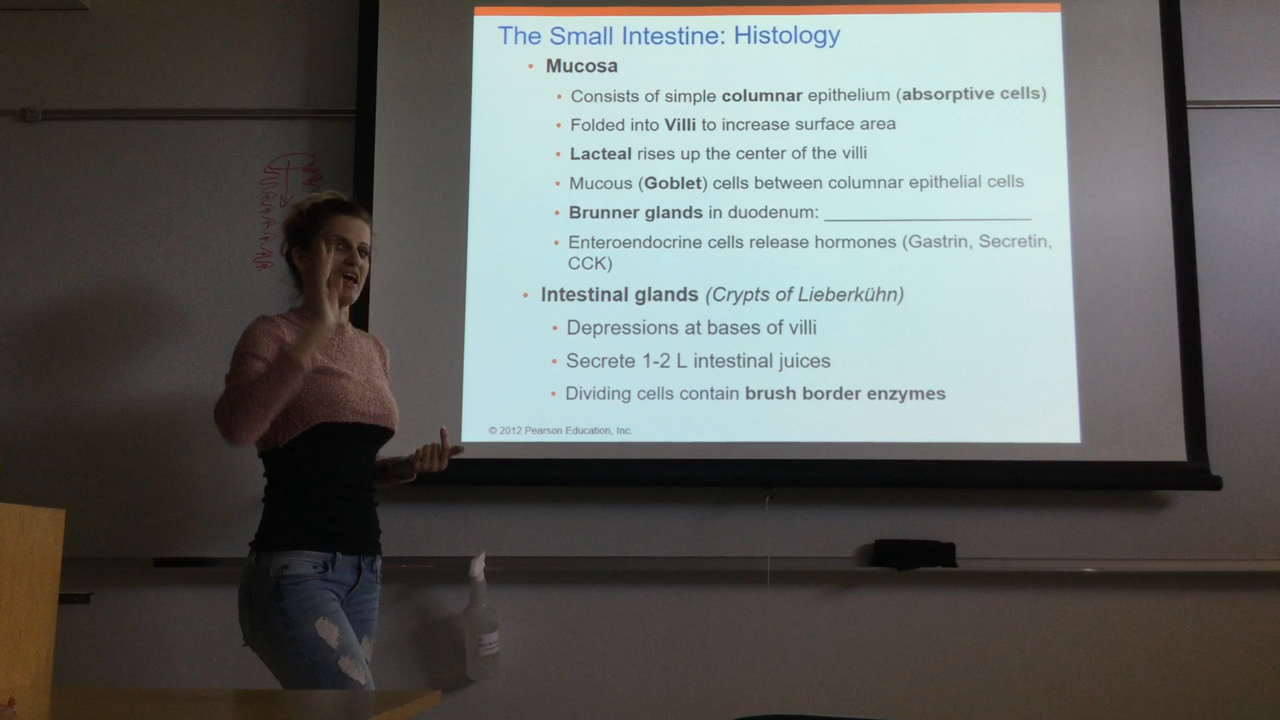 The Small Intestine: Histology
• Mucosa
• Consists of simple columnar epithelium (absorptive cells)
• Folded into Villi to increase surface area
• Lacteal rises up the center of the villi
• Mucous (Goblet) cells between columnar epithelial cells
• Brunner glands in duodenum: ____________________
• Enteroendocrine cells release hormones (Gastrin, Secretin,
CCK)
• Intestinal glands (Crypts of Lieberkühn)
• Depressions at bases of villi
• Secrete 1-2 L intestinal juices
• Dividing cells contain brush border enzymes
© 2012 Pearson Education, Inc.